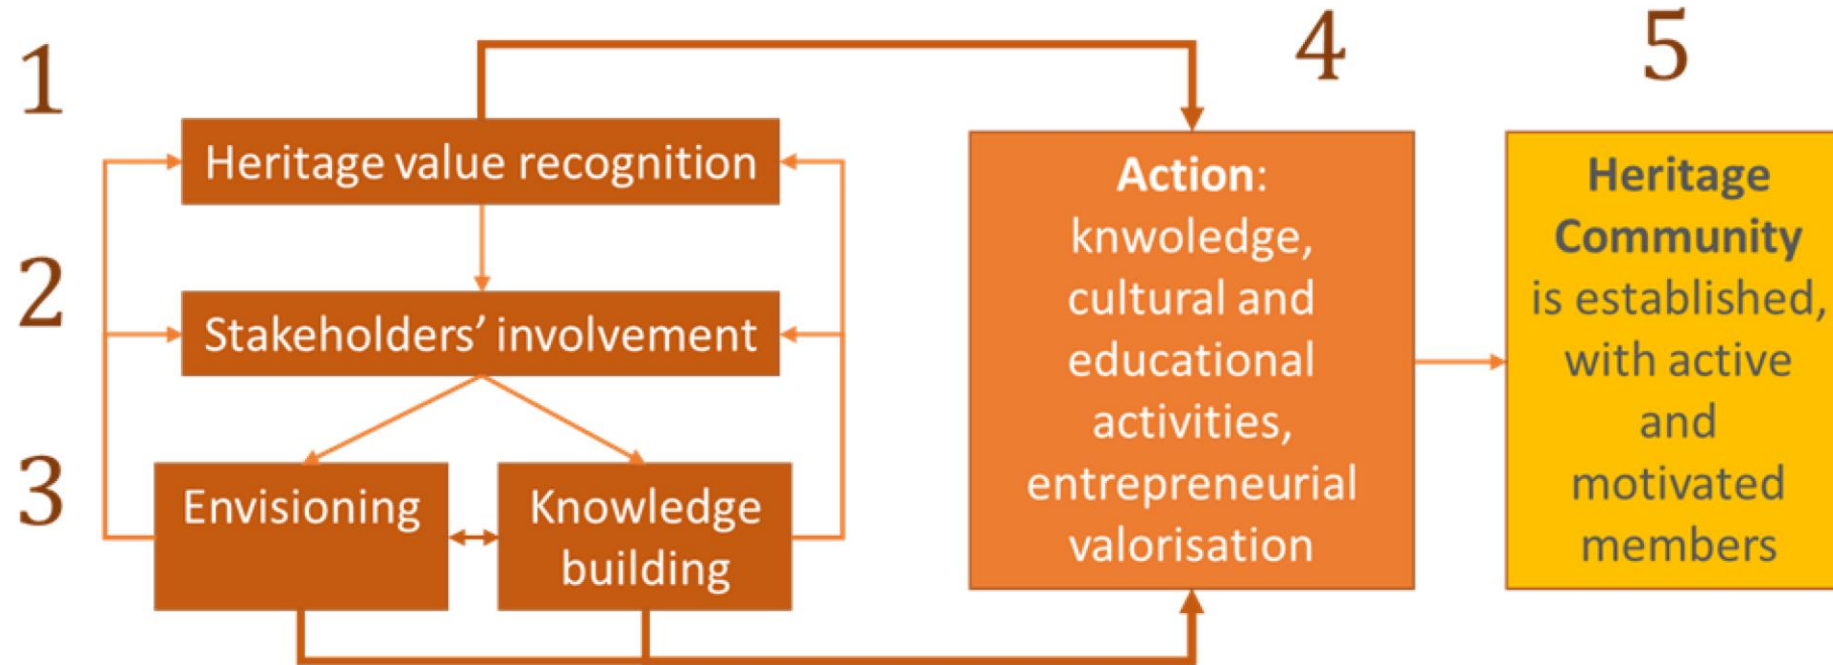 1
Heritage value recognition
2
Stakeholders’ involvement
3
Envisioning
Knowledge
building
4
Action:
knwoledge,
cultural and
educational
activities,
entrepreneurial
valorisation
5
Heritage
Community
is established,
with active
and
motivated
members